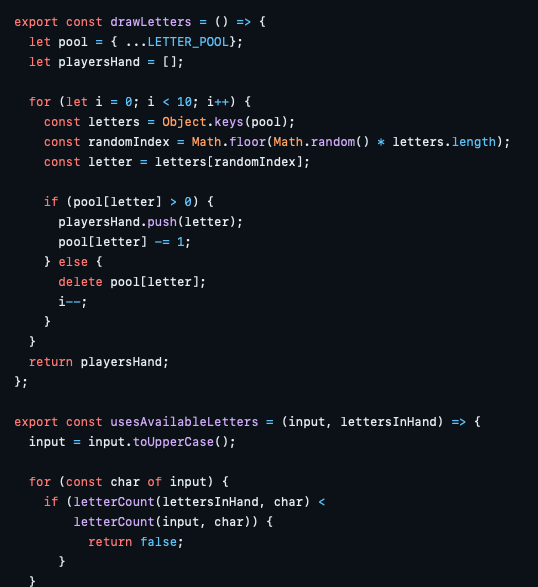 export const drawLetters = () => {
  let pool = { ...LETTER_POOL};
  let playersHand = [];

  for (let i = 0; i < 10; i++) {
    const letters = Object.keys(pool);
    const randomIndex = Math.floor(Math.random() * letters.length);
    const letter = letters[randomIndex];

    if (pool[letter] > 0) {
      playersHand.push(letter);
      pool[letter] -= 1;
    } else {
      delete pool[letter];
      i--;
    }
  }
  return playersHand;
};

export const usesAvailableLetters = (input, lettersInHand) => {
  input = input.toUpperCase();

  for (const char of input) {
    if (letterCount(lettersInHand, char) <
        letterCount(input, char)) {
          return false;
      }
  }